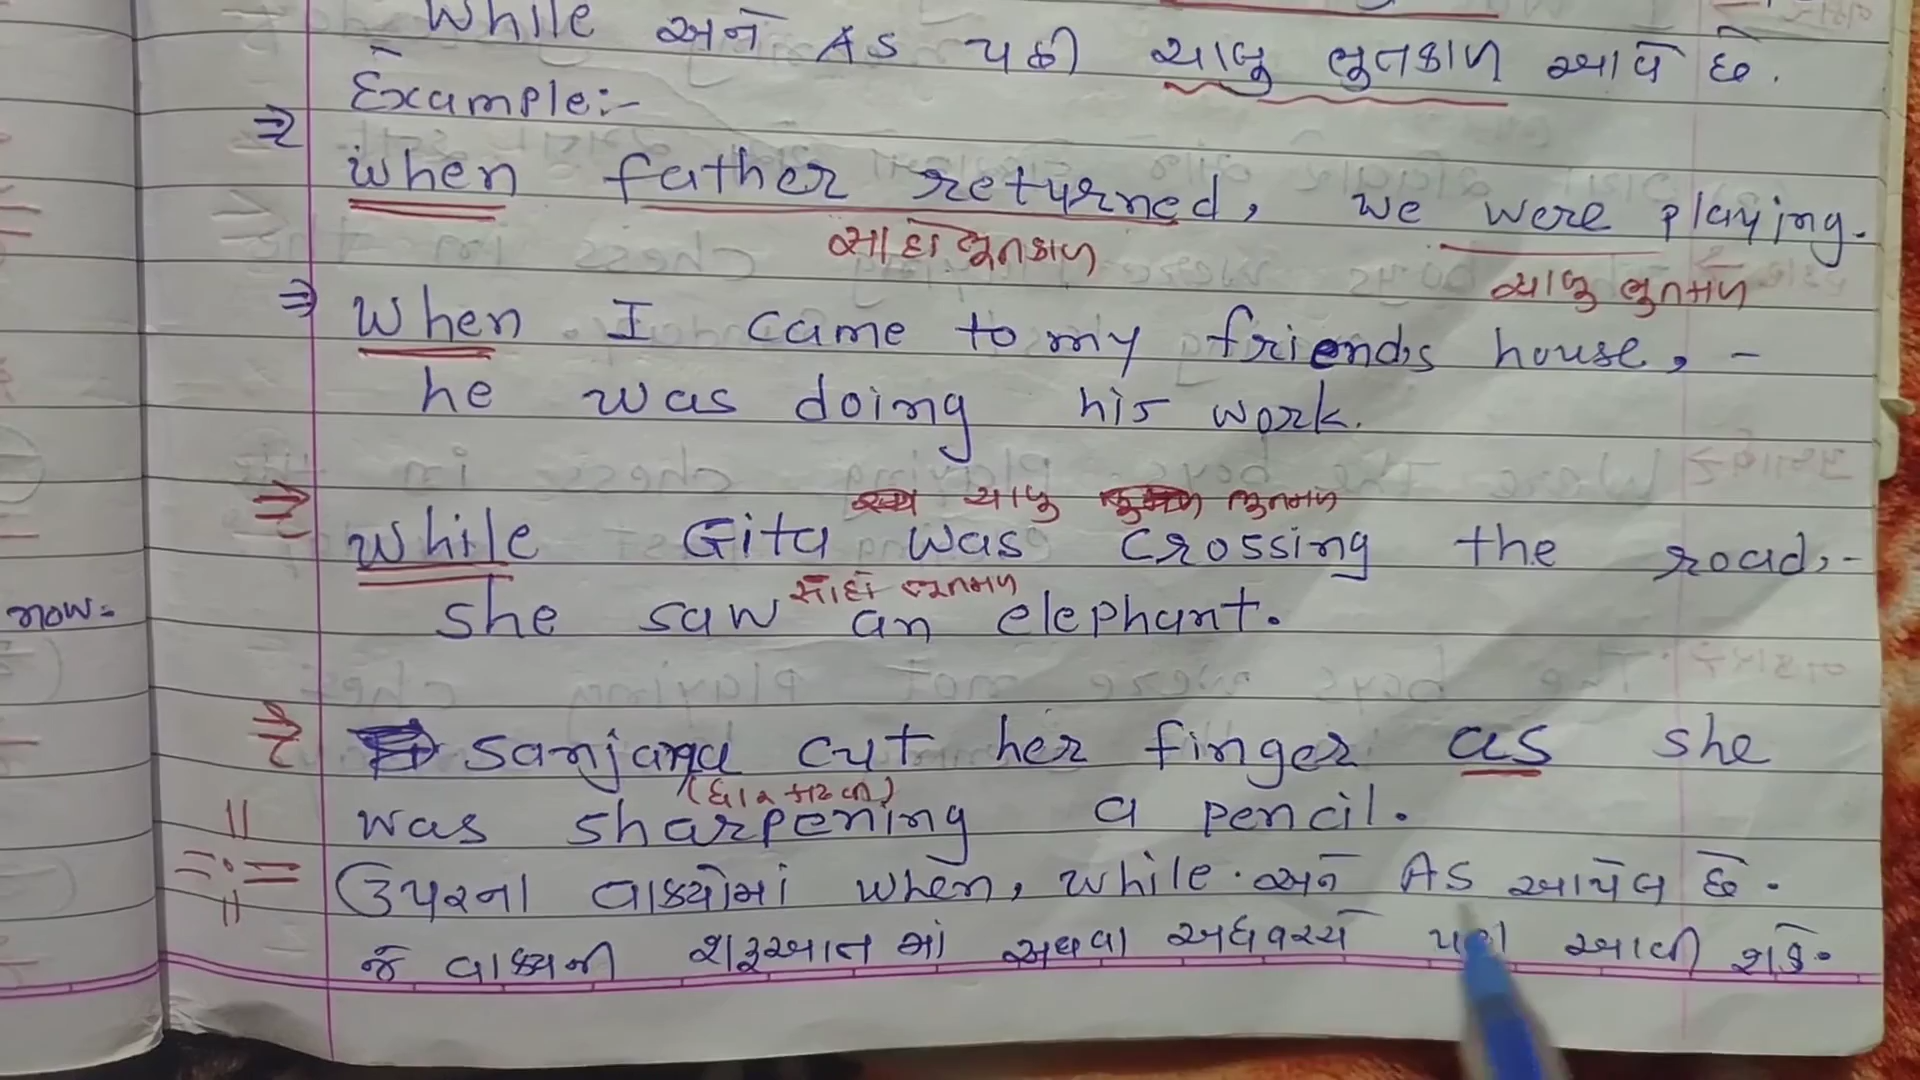 While અને AS પછી ચાલુ ભૂતકાળ આવે છે.
Example:-
⇒ when father returned, we were playing.
સાદો ભૂતકાળ
ચાલુ ભૂતકાળ
⇒ When I came to my friends house, -
he was doing his work.
ચાલુ ભૂતકાળ
⇒ while Gita was crossing the road, -
સાદો ભૂતકાળ
now=
she saw an elephant.
⇒ Sanjana cut her finger as she
(ધાર કાઢવી)
was sharpening a pencil.
ઉપરના વાક્યોમાં when, while અને As આવેલ છે.
જે વાક્યની શરૂઆતમાં અથવા અધવચ્ચે પણ આવી શકે.